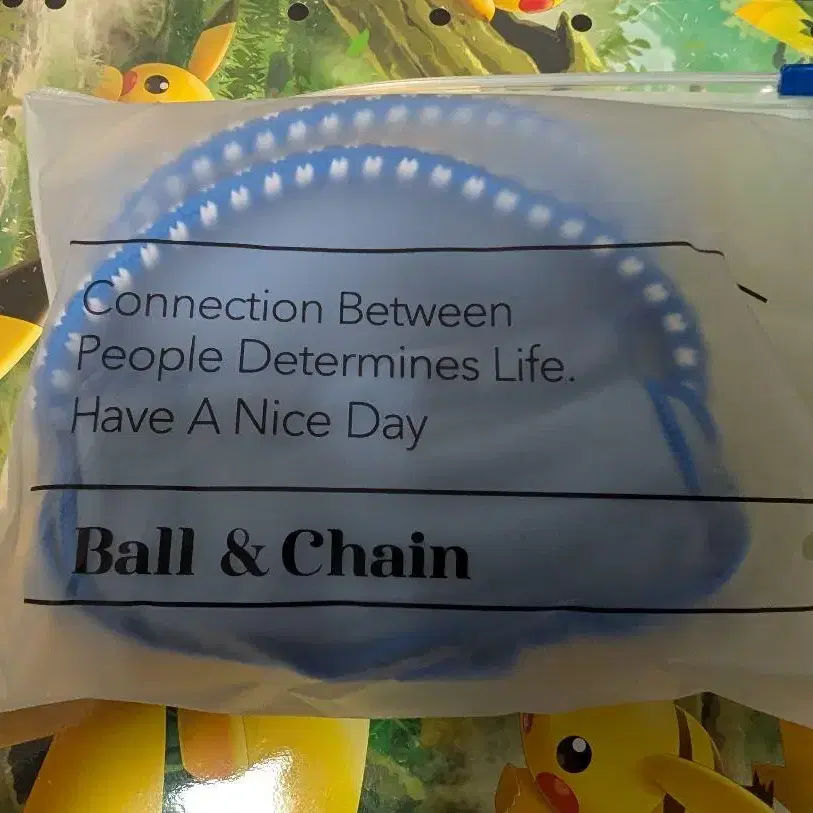 Connection Between
People Determines Life.
Have A Nice Day
Ball & Chain